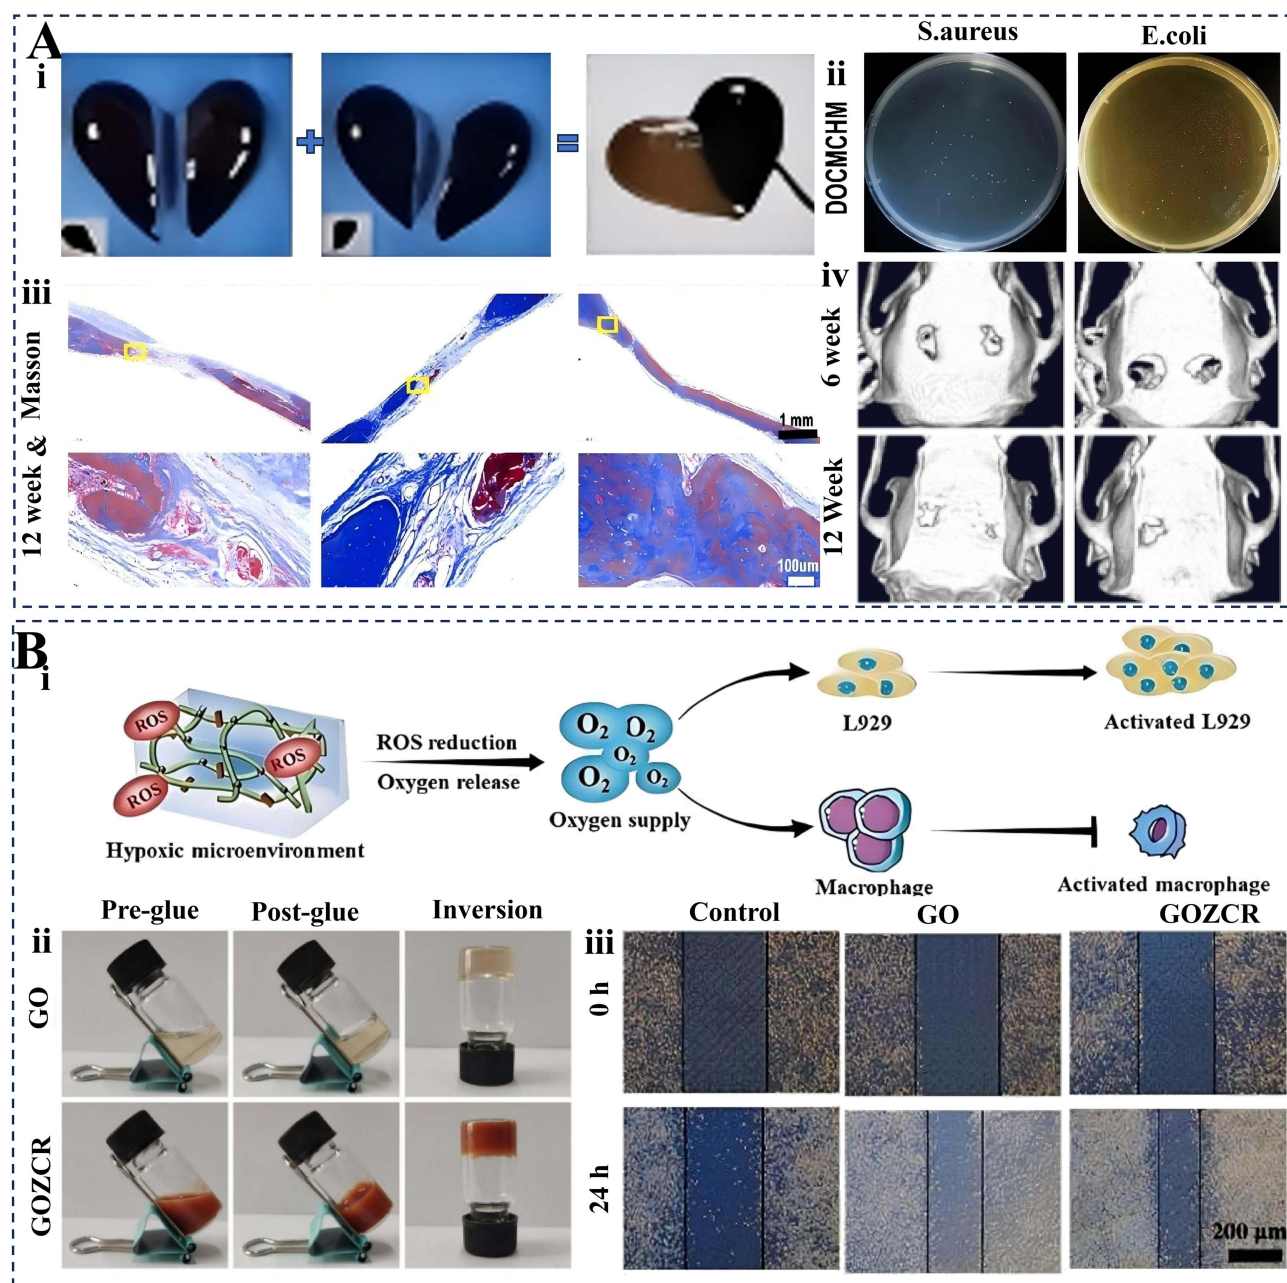 A
i
S.aureus
E.coli
ii
DOCMCHM
iii
12 week & Masson
1 mm
100um
iv
6 week
12 Week
B
i
ROS
ROS
ROS
Hypoxic microenvironment
ROS reduction
Oxygen release
O2
O2
O2
O2
O2
Oxygen supply
L929
Activated L929
Macrophage
Activated macrophage
ii
Pre-glue
Post-glue
Inversion
GO
GOZCR
iii
Control
GO
GOZCR
0 h
24 h
200 μm